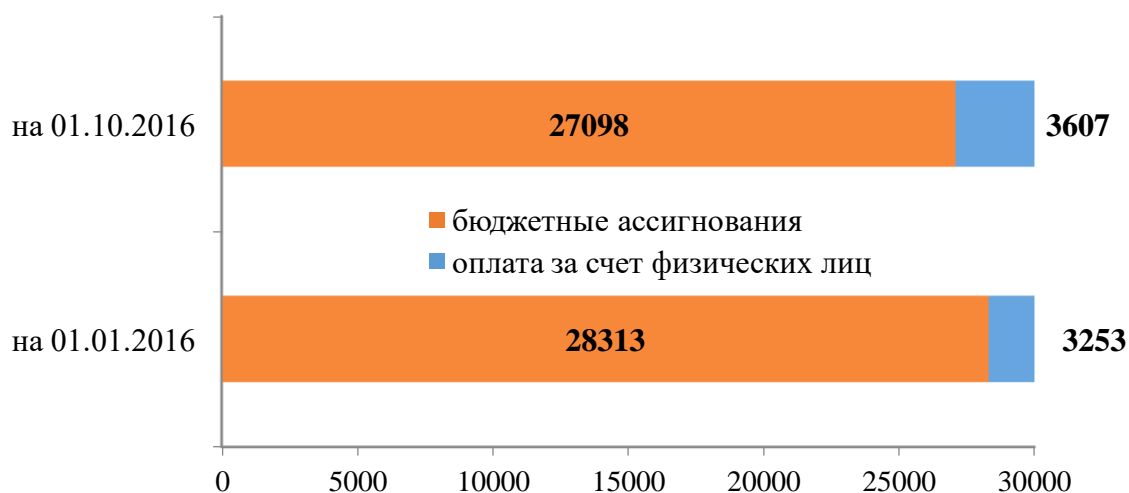 на 01.10.2016
27098
3607
бюджетные ассигнования
оплата за счет физических лиц
на 01.01.2016
28313
3253
0 5000 10000 15000 20000 25000 30000